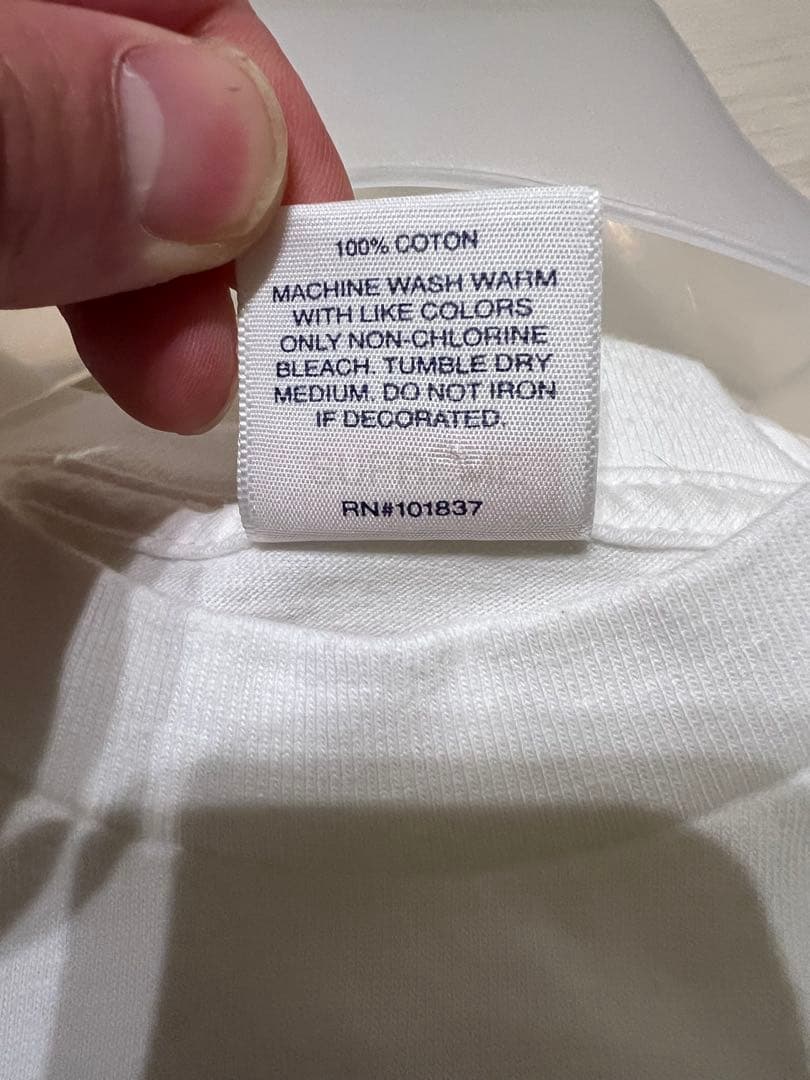 100% COTON
MACHINE WASH WARM
WITH LIKE COLORS
ONLY NON-CHLORINE
BLEACH. TUMBLE DRY
MEDIUM. DO NOT IRON
IF DECORATED.
RN#101837